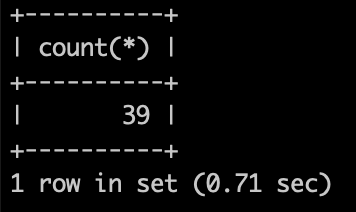 +----------+
| count(*) |
+----------+
|       39 |
+----------+
1 row in set (0.71 sec)